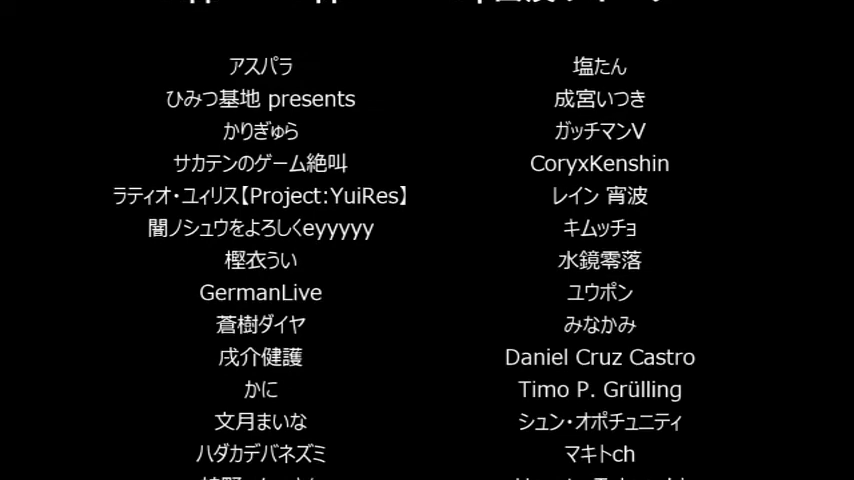 アスパラ 塩たん
ひみつ基地 presents 成宮いつき
かりぎゅら ガッチマンV
サカテンのゲーム絶叫 CoryxKenshin
ラティオ・ユィリス【Project:YuiRes】 レイン 宵波
闇ノシュウをよろしくeyyyyy キムッチョ
樫衣うい 水鏡零落
GermanLive ユウポン
蒼樹ダイヤ みなかみ
戌介健護 Daniel Cruz Castro
かに Timo P. Grülling
文月まいな シュン・オポチュニティ
ハダカデバネズミ マキトch